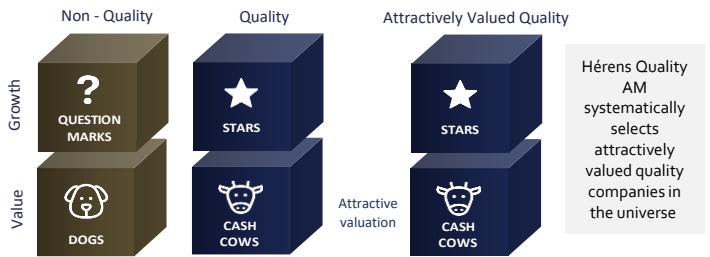 Non - Quality
Quality
Attractively Valued Quality
Growth
?
QUESTION
MARKS
STARS
STARS
Value
DOGS
CASH
COWS
Attractive
valuation
CASH
COWS
Hérens Quality
AM
systematically
selects
attractively
valued quality
companies in
the universe